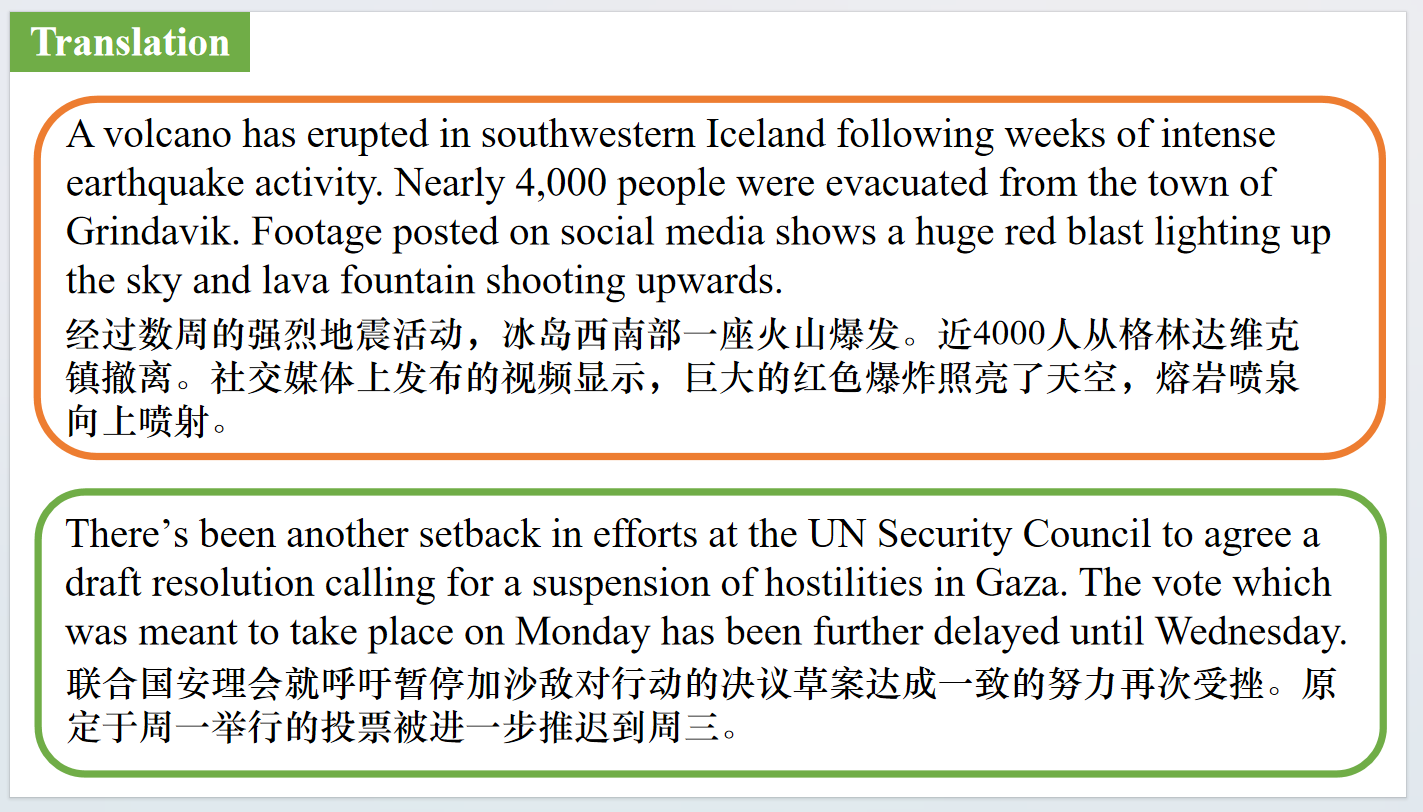 Translation
A volcano has erupted in southwestern Iceland following weeks of intense
earthquake activity. Nearly 4,000 people were evacuated from the town of
Grindavik. Footage posted on social media shows a huge red blast lighting up
the sky and lava fountain shooting upwards.
经过数周的强烈地震活动，冰岛西南部一座火山爆发。近4000人从格林达维克
镇撤离。社交媒体上发布的视频显示，巨大的红色爆炸照亮了天空，熔岩喷泉
向上喷射。
There’s been another setback in efforts at the UN Security Council to agree a
draft resolution calling for a suspension of hostilities in Gaza. The vote which
was meant to take place on Monday has been further delayed until Wednesday.
联合国安理会就呼吁暂停加沙敌对行动的决议草案达成一致的努力再次受挫。原
定于周一举行的投票被进一步推迟到周三。